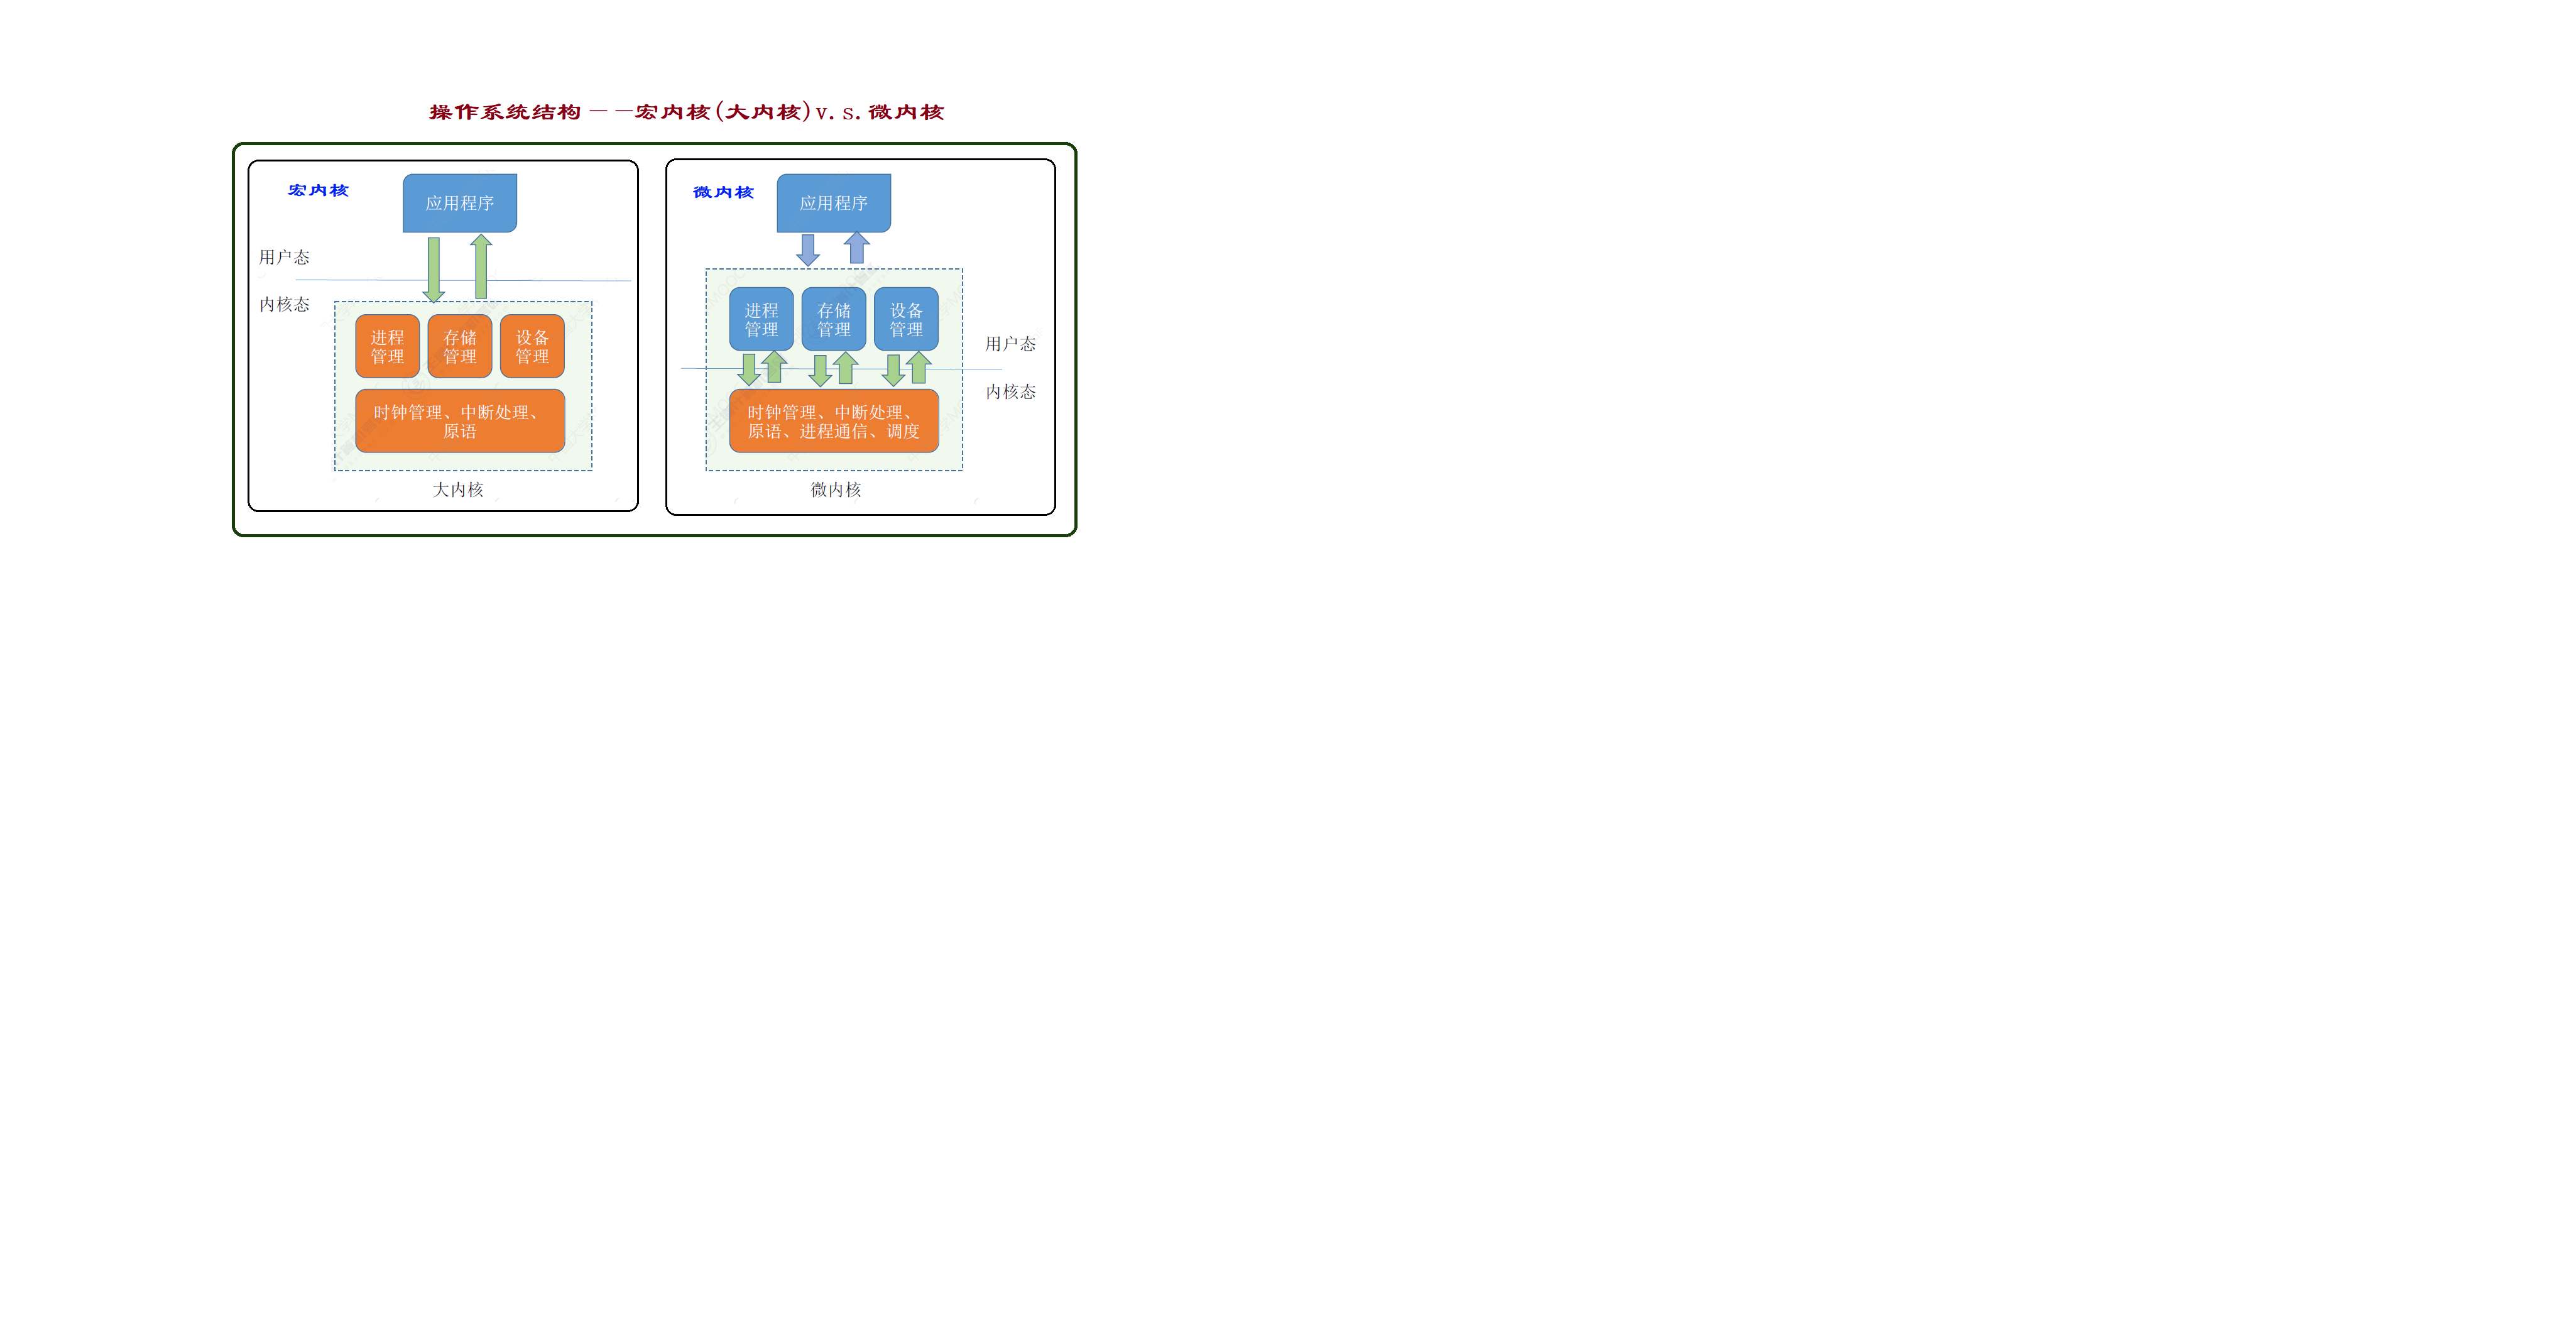 操作系统结构——宏内核(大内核)v.s.微内核
宏内核
应用程序
用户态
内核态
进程
管理
存储
管理
设备
管理
时钟管理、中断处理、
原语
大内核
微内核
应用程序
进程
管理
存储
管理
设备
管理
用户态
内核态
时钟管理、中断处理、
原语、进程通信、调度
微内核